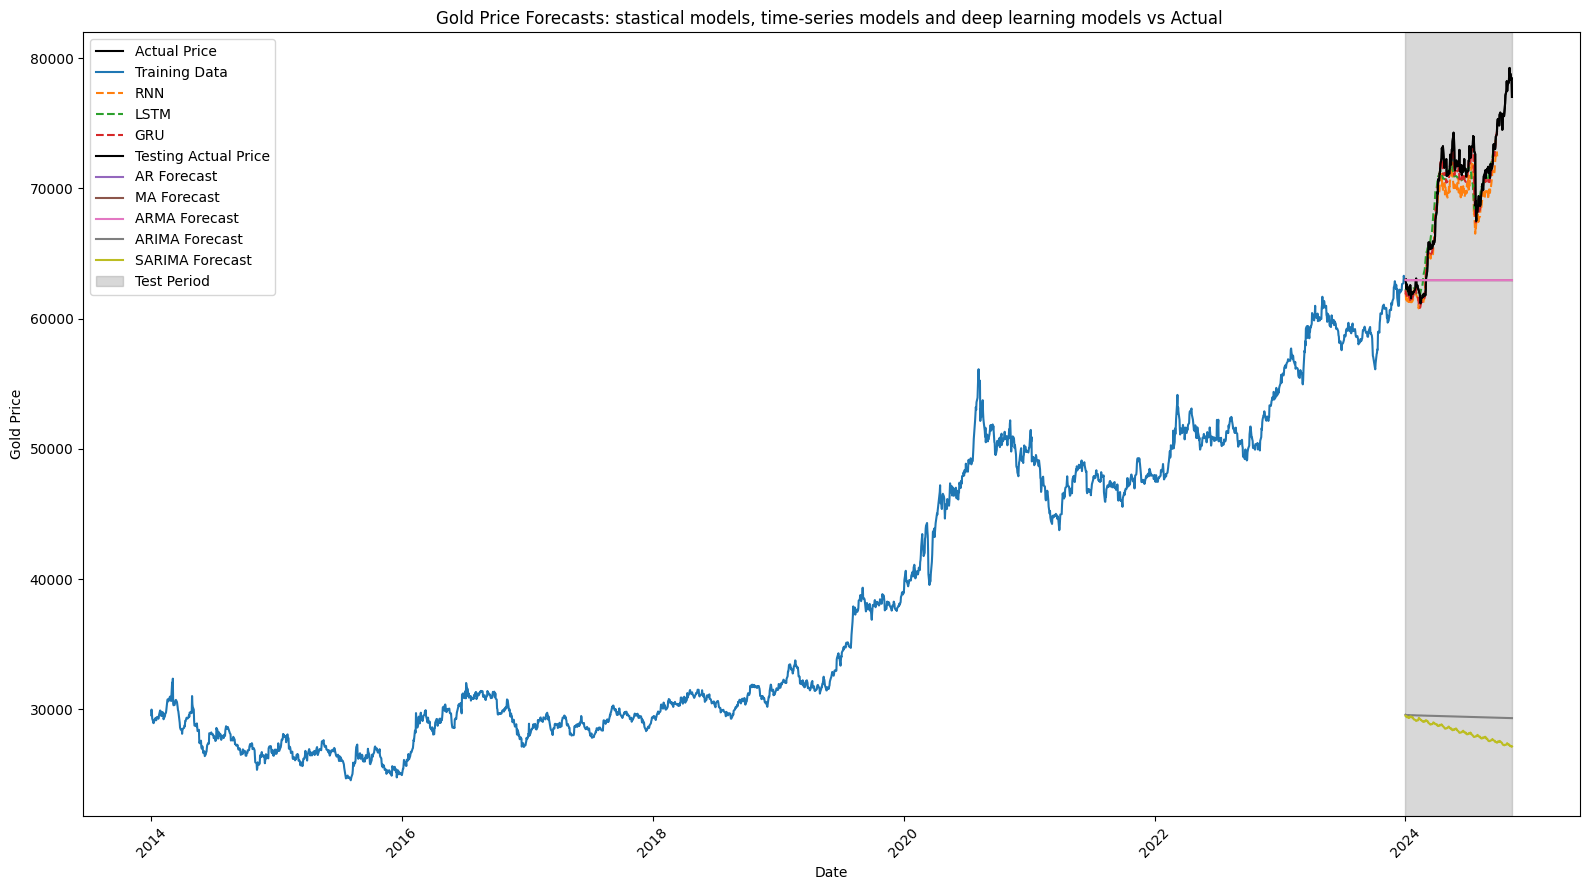 Gold Price Forecasts: stastical models, time-series models and deep learning models vs Actual
Actual Price
Training Data
RNN
LSTM
GRU
Testing Actual Price
AR Forecast
MA Forecast
ARMA Forecast
ARIMA Forecast
SARIMA Forecast
Test Period
80000
70000
60000
50000
40000
30000
Gold Price
2014
2016
2018
2020
2022
2024
Date